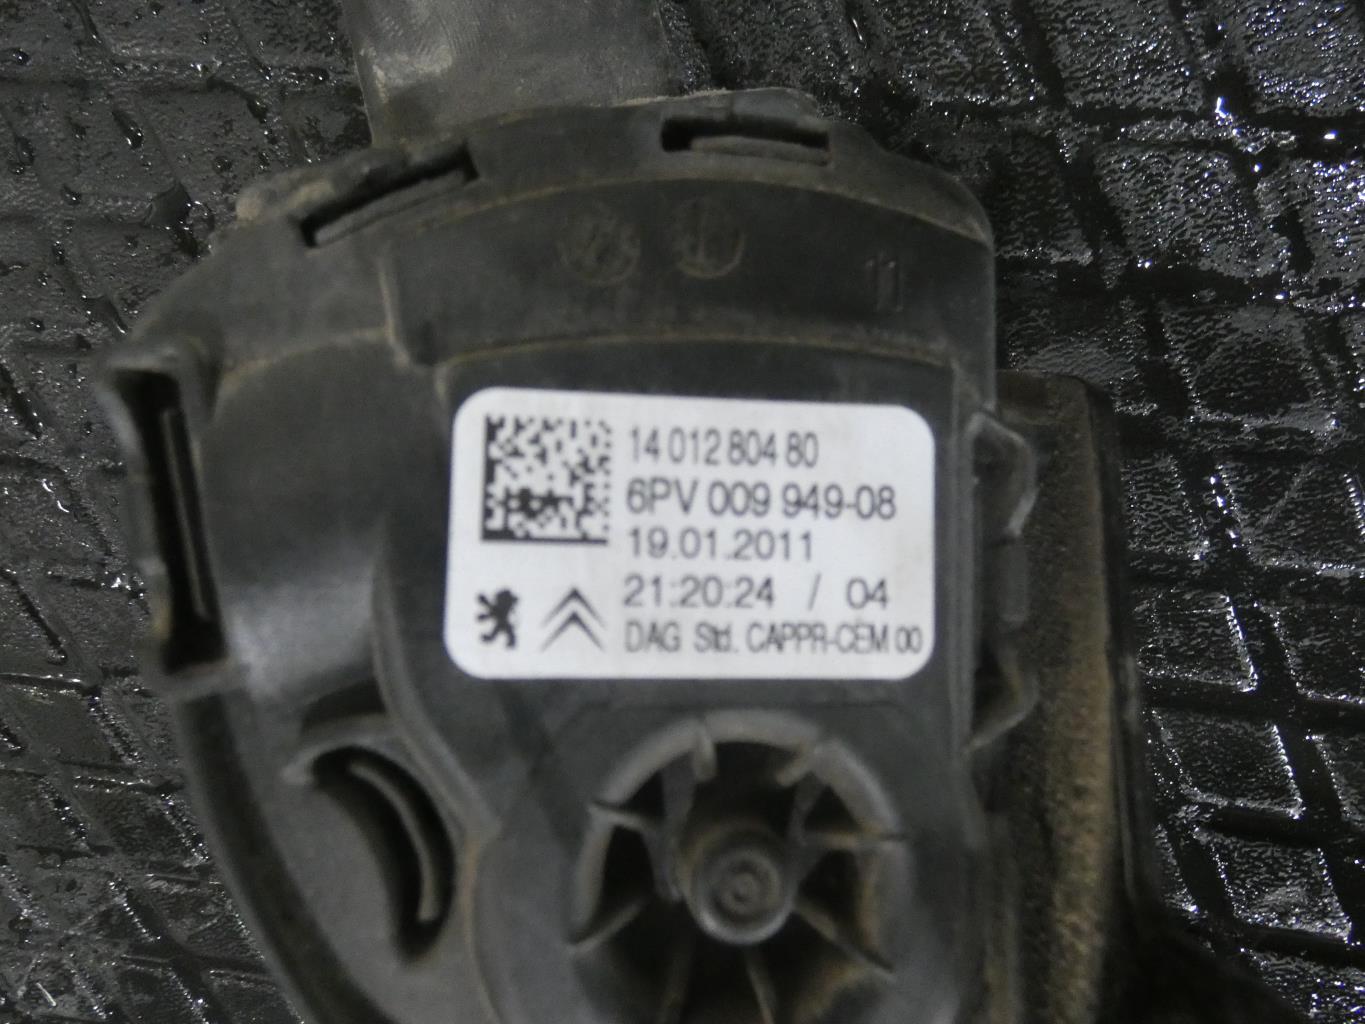 11
14 012 804 80
6PV 009 949-08
19.01.2011
21:20:24 / 04
DAG Std. CAPPR-CEM 00